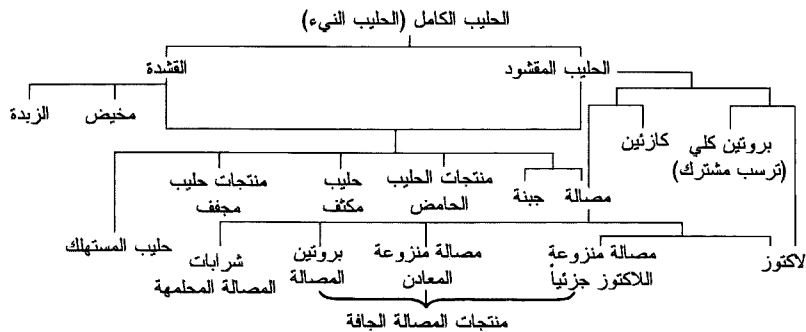 الحليب الكامل (الحليب النيء)
الحليب المقشود
القشدة
بروتين كلي
(ترسب مشترك)
كازئين
مخيض
الزبدة
مصالة
جبنة
منتجات الحليب
الحامض
حليب
مكثف
منتجات حليب
مجفف
حليب المستهلك
لاكتوز
مصالة منزوعة
اللاكتوز جزئياً
مصالة منزوعة
المعادن
بروتين
المصالة
شرابات
المصالة المحلمهة
منتجات المصالة الجافة